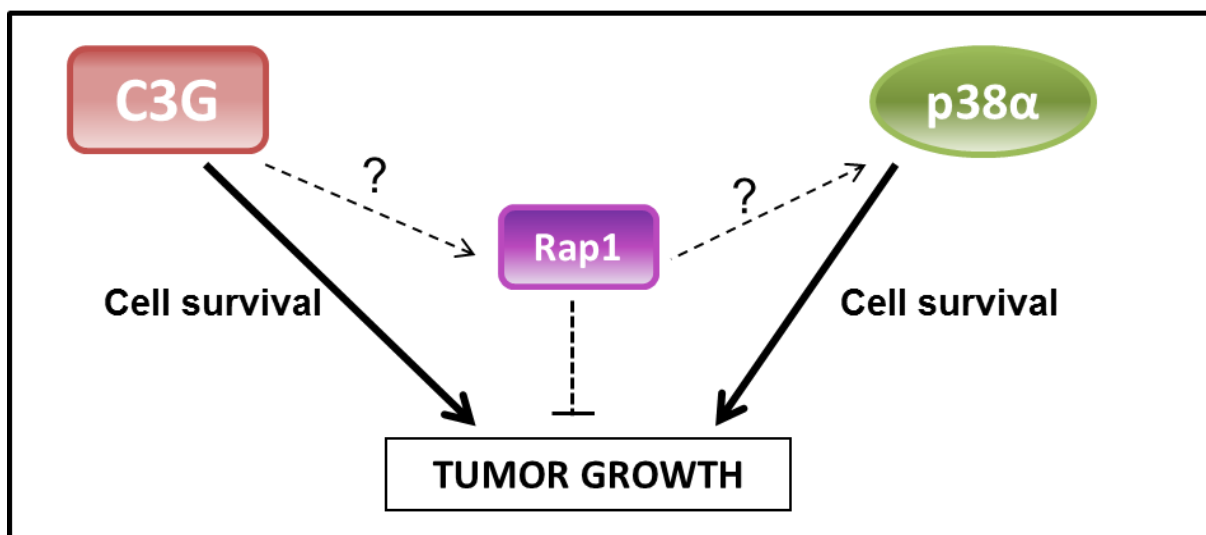 C3G
p38α
?
?
Rap1
Cell survival
Cell survival
TUMOR GROWTH